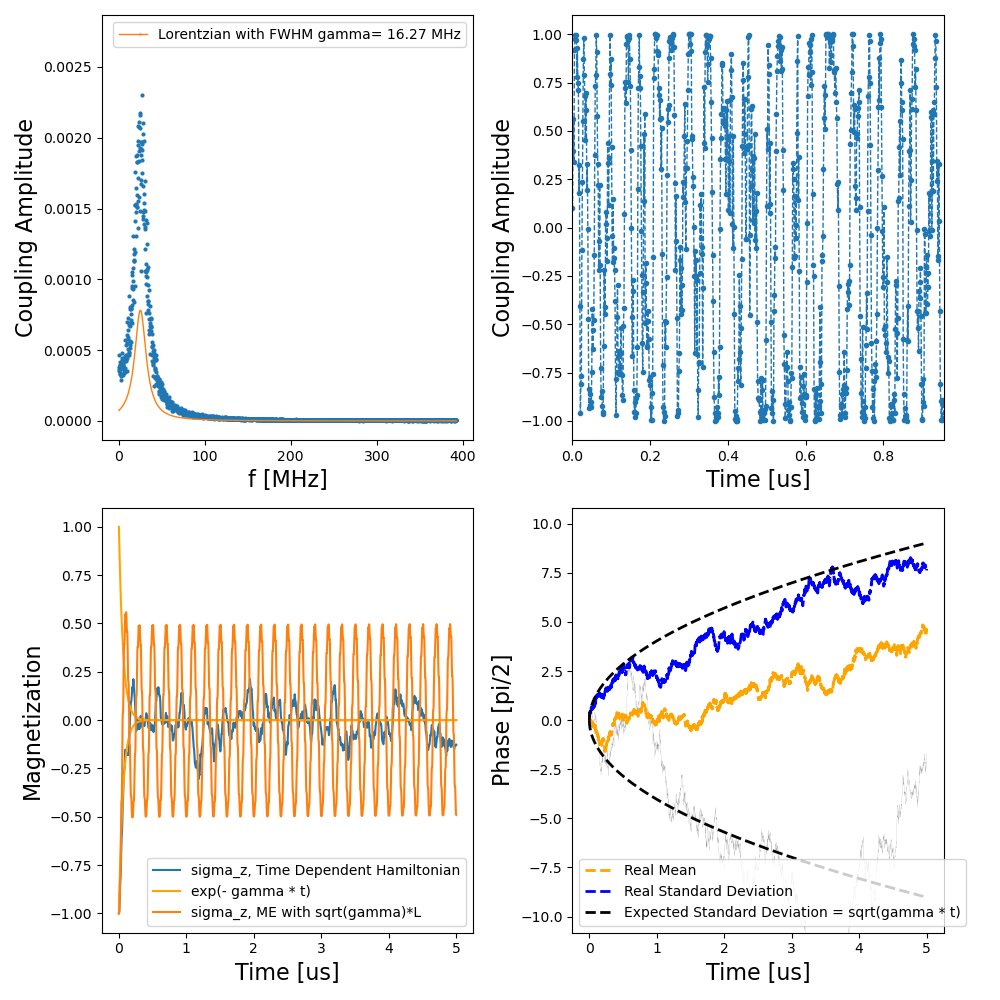 Lorentzian with FWHM gamma= 16.27 MHz
Coupling Amplitude
0.0025
0.0020
0.0015
0.0010
0.0005
0.0000
0 100 200 300 400
f [MHz]
Coupling Amplitude
1.00
0.75
0.50
0.25
0.00
−0.25
−0.50
−0.75
−1.00
0.0 0.2 0.4 0.6 0.8
Time [us]
Magnetization
1.00
0.75
0.50
0.25
0.00
−0.25
−0.50
−0.75
−1.00
sigma_z, Time Dependent Hamiltonian
exp(- gamma * t)
sigma_z, ME with sqrt(gamma)*L
0 1 2 3 4 5
Time [us]
Phase [pi/2]
10.0
7.5
5.0
2.5
0.0
−2.5
−5.0
−7.5
−10.0
Real Mean
Real Standard Deviation
Expected Standard Deviation = sqrt(gamma * t)
0 1 2 3 4 5
Time [us]